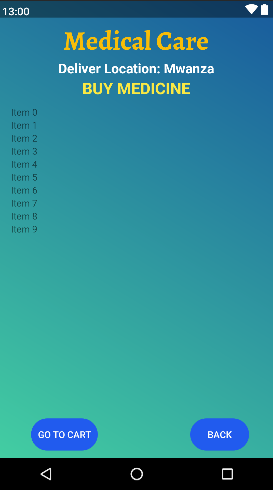 13:00
Medical Care
Deliver Location: Mwanza
BUY MEDICINE
Item 0
Item 1
Item 2
Item 3
Item 4
Item 5
Item 6
Item 7
Item 8
Item 9
GO TO CART
BACK